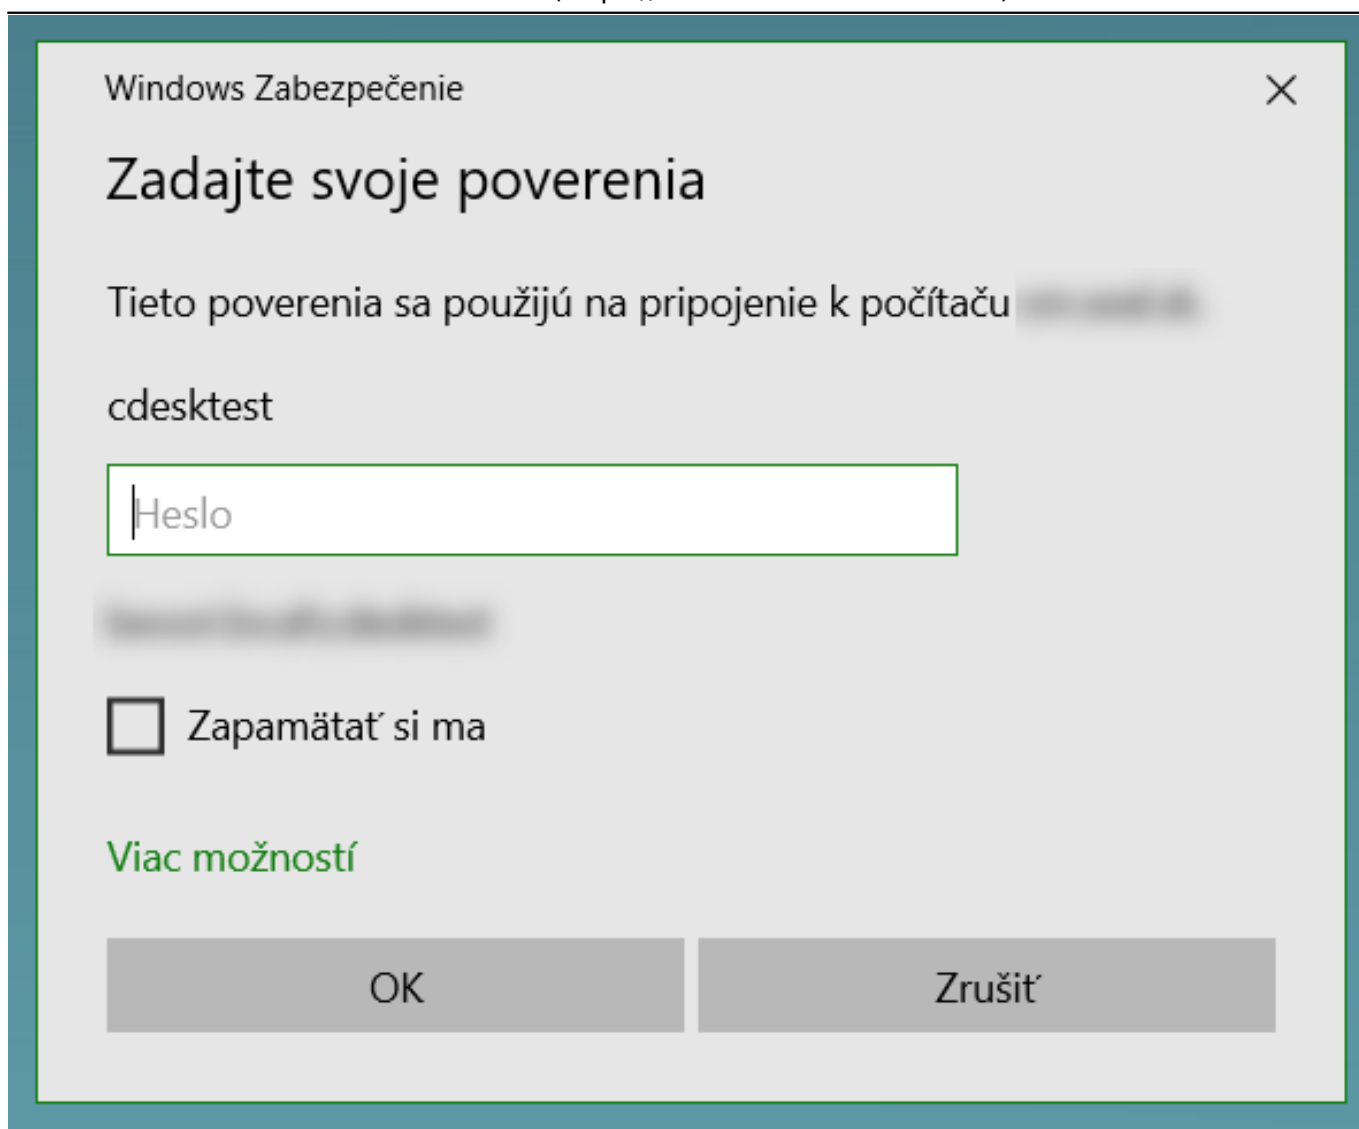 Windows Zabezpečenie
Zadajte svoje poverenia
Tieto poverenia sa použijú na pripojenie k počítaču
cdesktest
Heslo
Zapamätať si ma
Viac možností
OK
Zrušiť